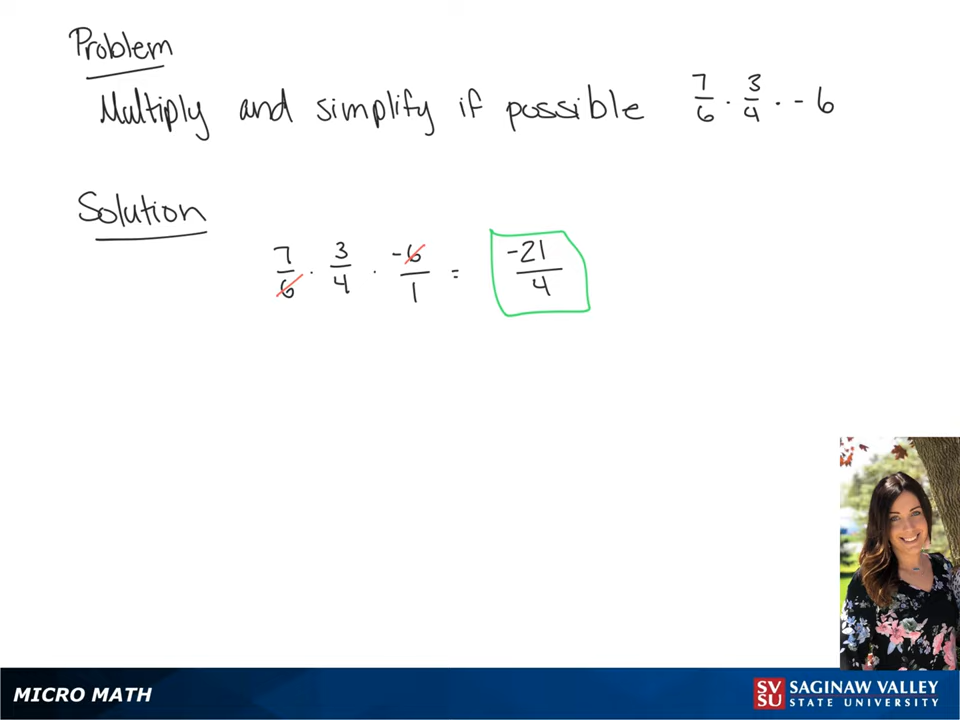 Problem
Multiply and simplify if possible 7/6 · 3/4 · -6
Solution
7/6 · 3/4 · -6/1 = -21/4
MICRO MATH
SVSU SAGINAW VALLEY STATE UNIVERSITY